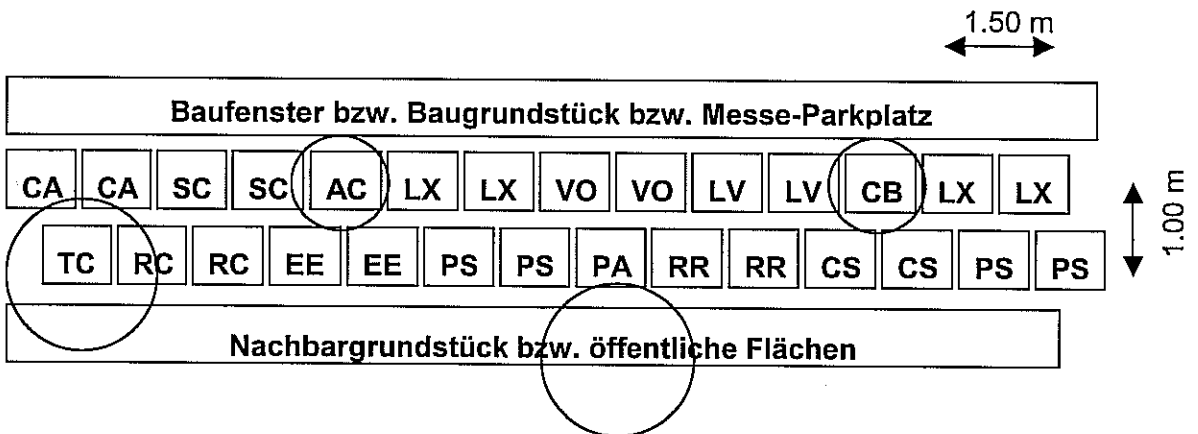 1.50 m
Baufenster bzw. Baugrundstück bzw. Messe-Parkplatz
CA CA SC SC AC LX LX VO VO LV LV CB LX LX
1.00 m
TC RC RC EE EE PS PS PA RR RR CS CS PS PS
Nachbargrundstück bzw. öffentliche Flächen